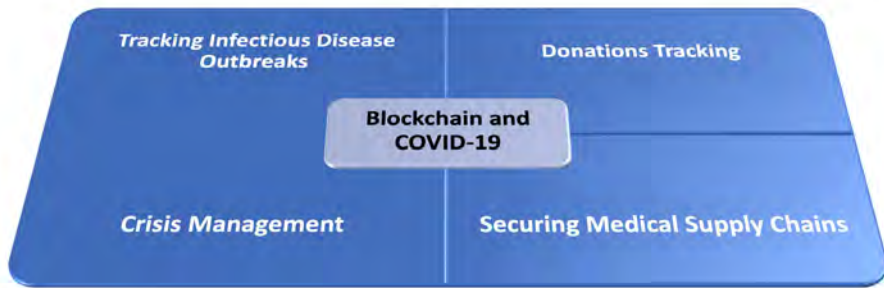 Tracking Infectious Disease
Outbreaks
Donations Tracking
Blockchain and
COVID-19
Crisis Management
Securing Medical Supply Chains